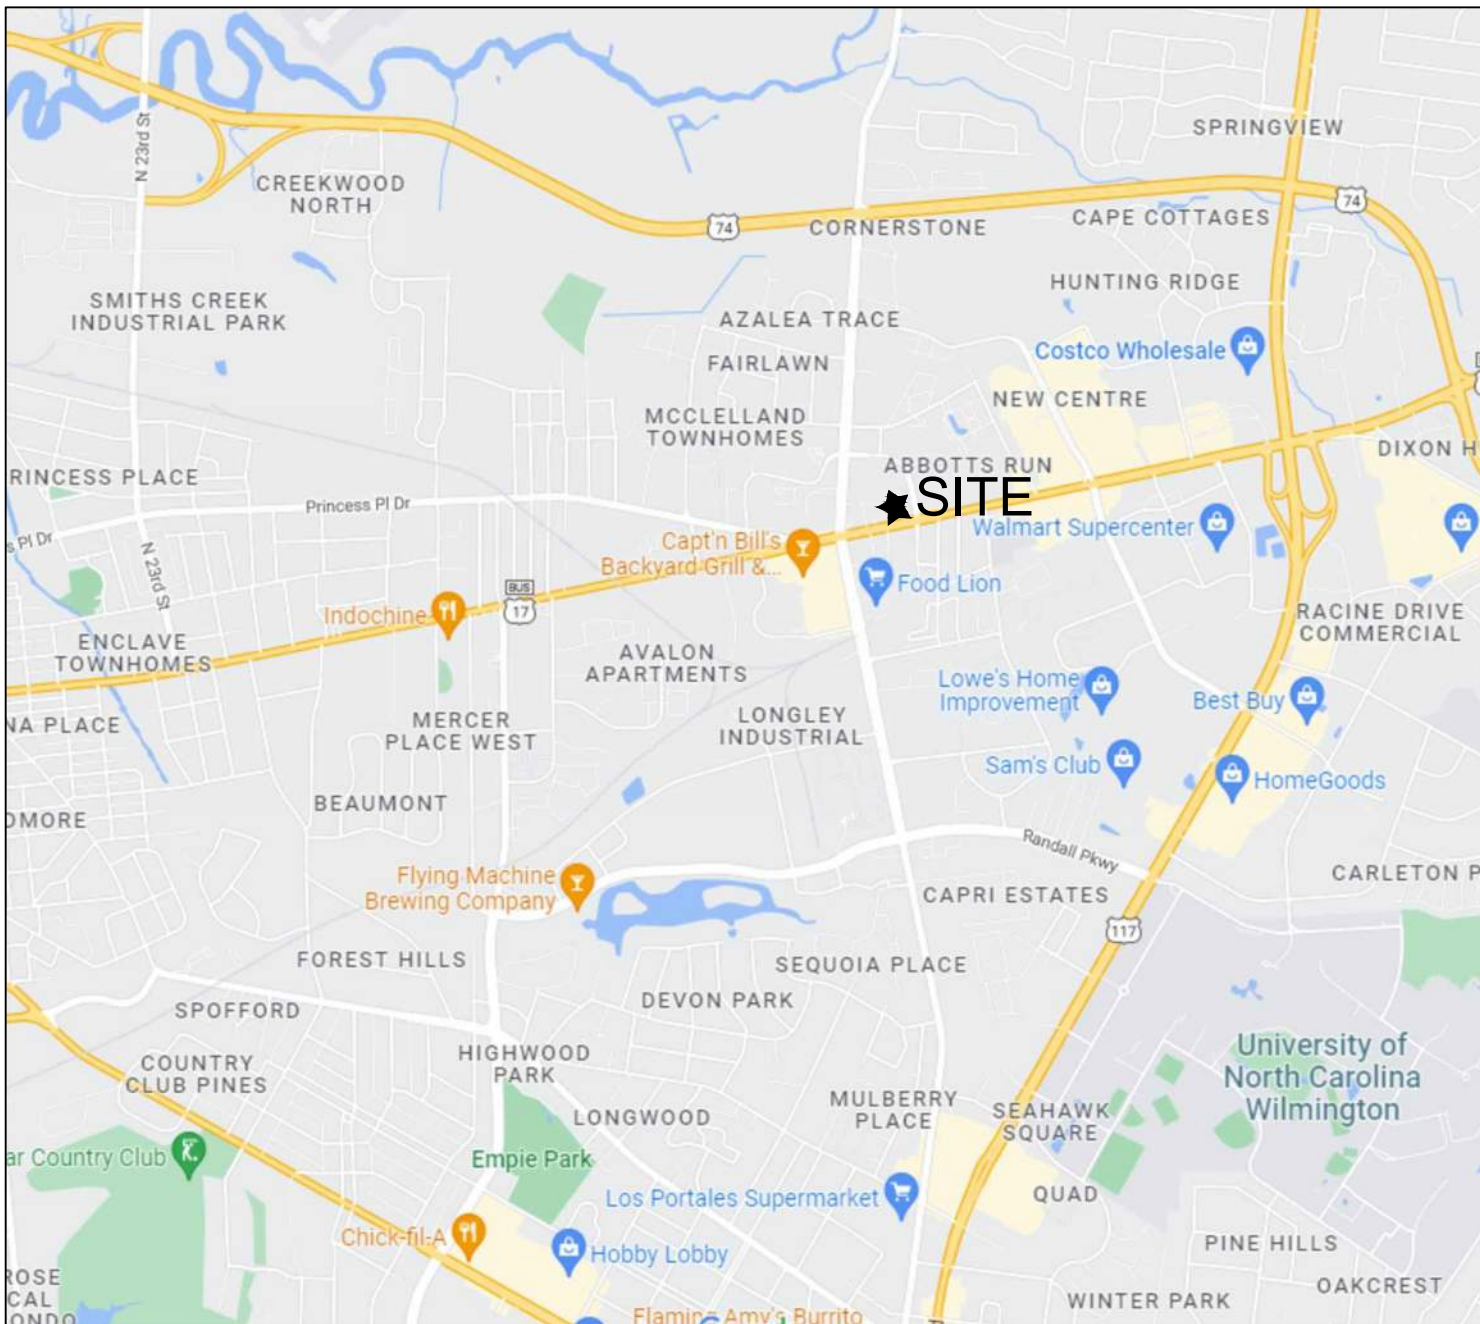 N 23rd St
SPRINGVIEW
CREEKWOOD
NORTH
74
74
CORNERSTONE
CAPE COTTAGES
HUNTING RIDGE
SMITHS CREEK
INDUSTRIAL PARK
AZALEA TRACE
FAIRLAWN
Costco Wholesale
NEW CENTRE
MCCLELLAND
TOWNHOMES
DIXON H
RINCESS PLACE
ABBOTTS RUN
SITE
Princess Pl Dr
s Pl Dr
Walmart Supercenter
Capt'n Bill's
Backyard Grill &...
N 23rd St
Food Lion
BUS
17
Indochine
RACINE DRIVE
COMMERCIAL
ENCLAVE
TOWNHOMES
AVALON
APARTMENTS
Lowe's Home
Improvement
Best Buy
NA PLACE
MERCER
PLACE WEST
LONGLEY
INDUSTRIAL
Sam's Club
HomeGoods
BEAUMONT
DMORE
Randall Pkwy
Flying Machine
Brewing Company
CARLETON P
CAPRI ESTATES
117
FOREST HILLS
SEQUOIA PLACE
DEVON PARK
SPOFFORD
University of
North Carolina
Wilmington
HIGHWOOD
PARK
COUNTRY
CLUB PINES
LONGWOOD
MULBERRY
PLACE
SEAHAWK
SQUARE
ar Country Club
Empie Park
Los Portales Supermarket
QUAD
Chick-fil-A
Hobby Lobby
PINE HILLS
ROSE
CAL
ONDO
OAKCREST
WINTER PARK
Flaming Amy's Burrito